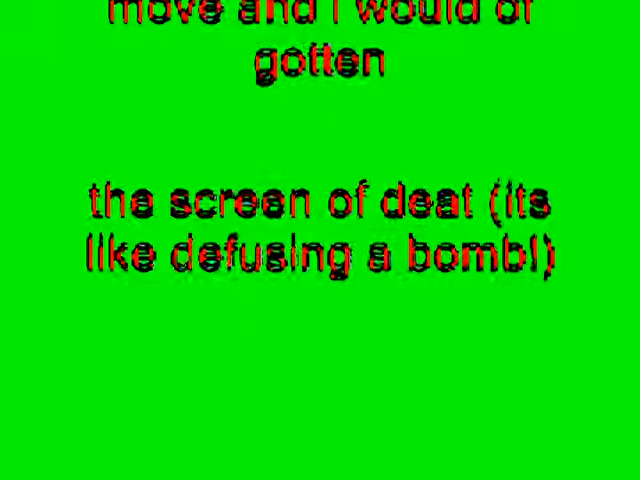 move and I would of
gotten
the screen of deat (its
like defusing a bomb!)